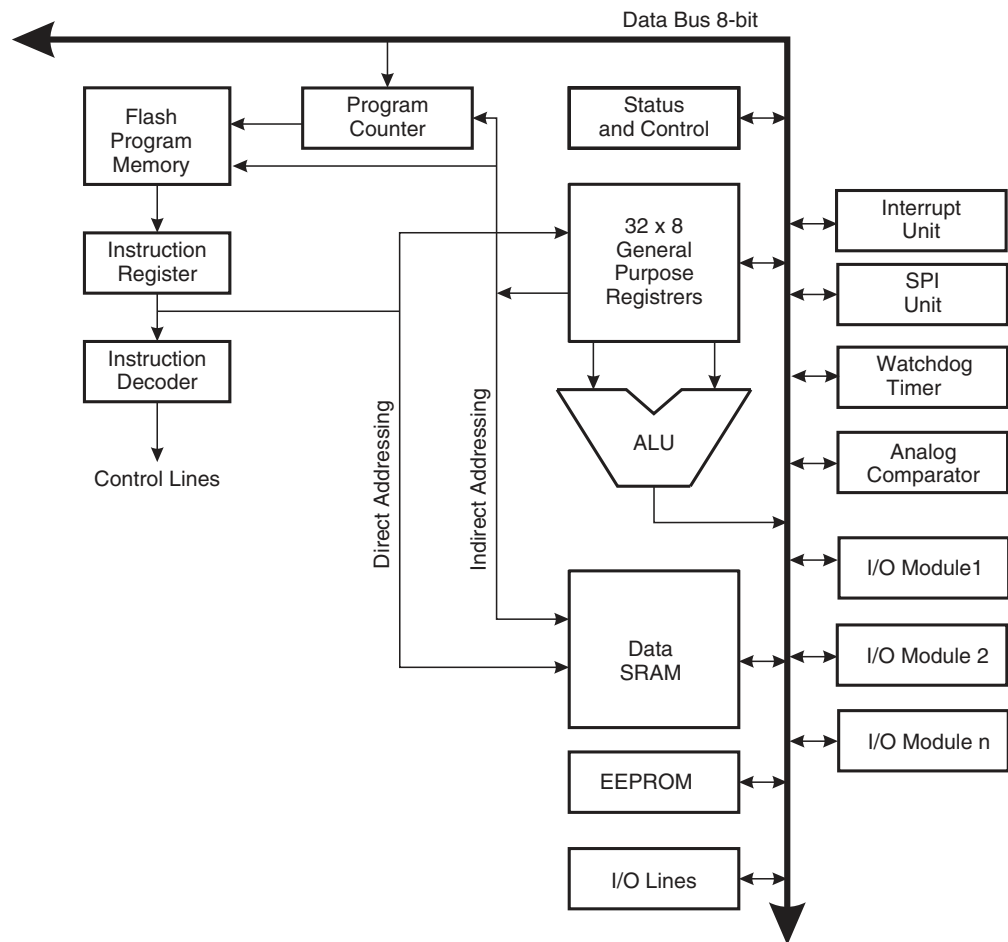 Data Bus 8-bit
Flash
Program
Memory
Program
Counter
Status
and Control
Instruction
Register
32 x 8
General
Purpose
Registrers
Interrupt
Unit
SPI
Unit
Instruction
Decoder
Watchdog
Timer
Control Lines
Direct Addressing
Indirect Addressing
ALU
Analog
Comparator
I/O Module1
Data
SRAM
I/O Module 2
I/O Module n
EEPROM
I/O Lines